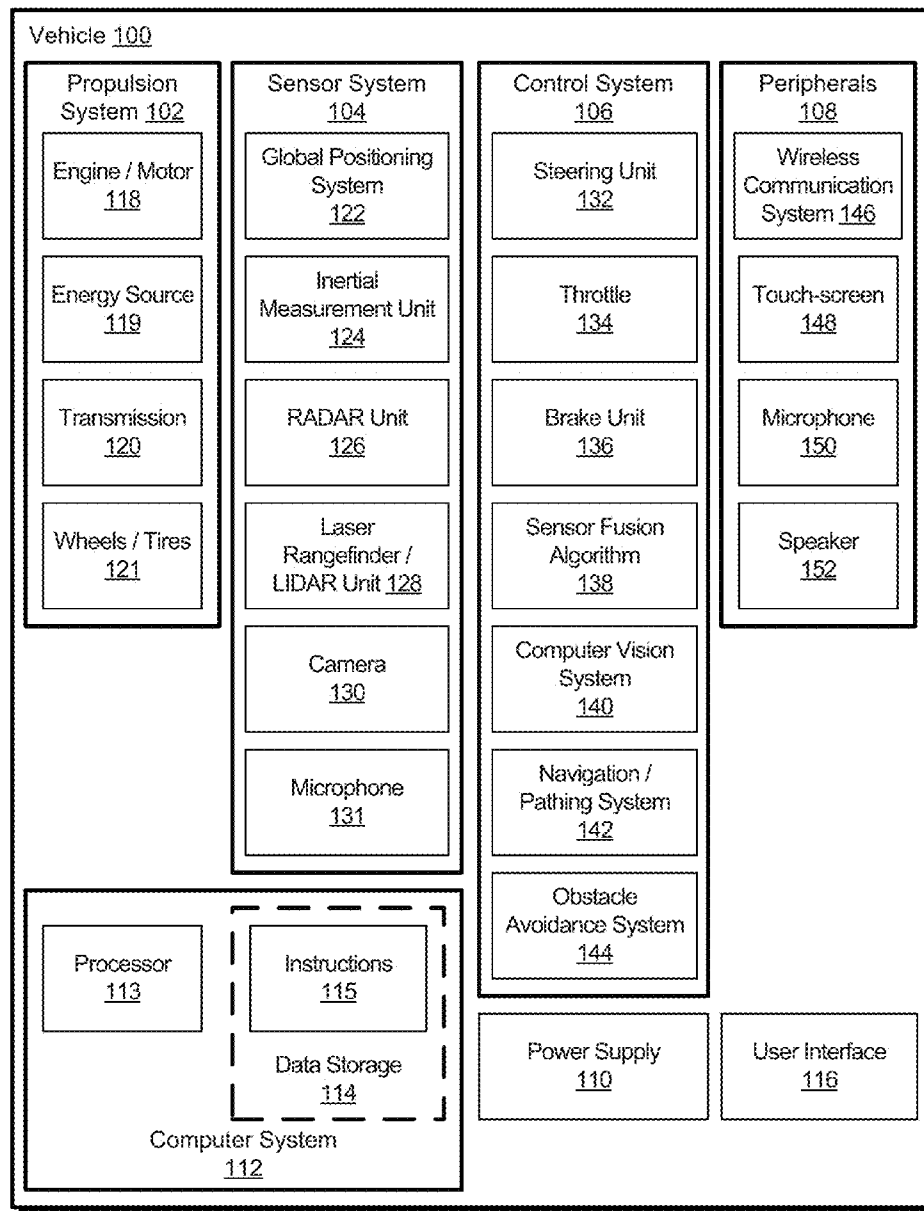 Vehicle 100
Propulsion
System 102
Engine / Motor
118
Energy Source
119
Transmission
120
Wheels / Tires
121
Sensor System
104
Global Positioning
System
122
Inertial
Measurement Unit
124
RADAR Unit
126
Laser
Rangefinder /
LIDAR Unit 128
Camera
130
Microphone
131
Control System
106
Steering Unit
132
Throttle
134
Brake Unit
136
Sensor Fusion
Algorithm
138
Computer Vision
System
140
Navigation /
Pathing System
142
Obstacle
Avoidance System
144
Peripherals
108
Wireless
Communication
System 146
Touch-screen
148
Microphone
150
Speaker
152
Processor
113
Instructions
115
Data Storage
114
Computer System
112
Power Supply
110
User Interface
116